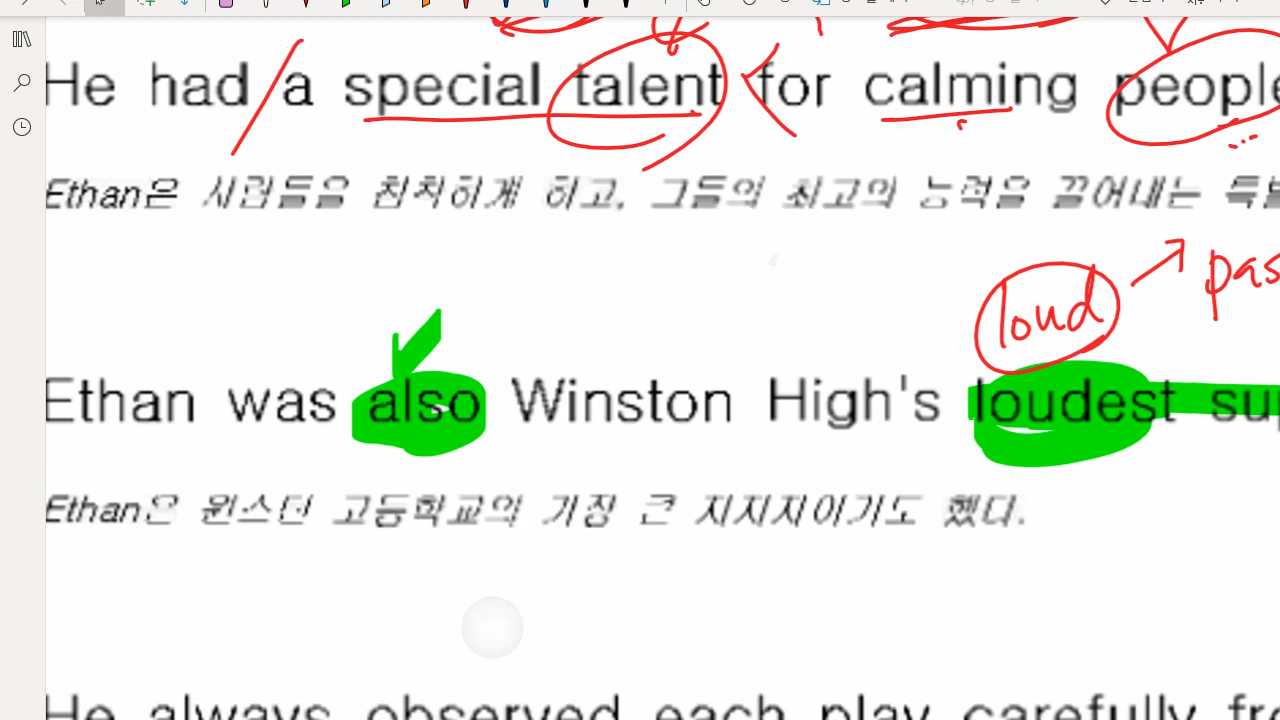 He had a special talent for calming people
Ethan은 사람들을 침착하게 하고, 그들의 최고의 능력을 끌어내는
loud → pas
Ethan was also Winston High's loudest su
Ethan은 윈스턴 고등학교의 가장 큰 지지자이기도 했다.
He always observed each play carefully